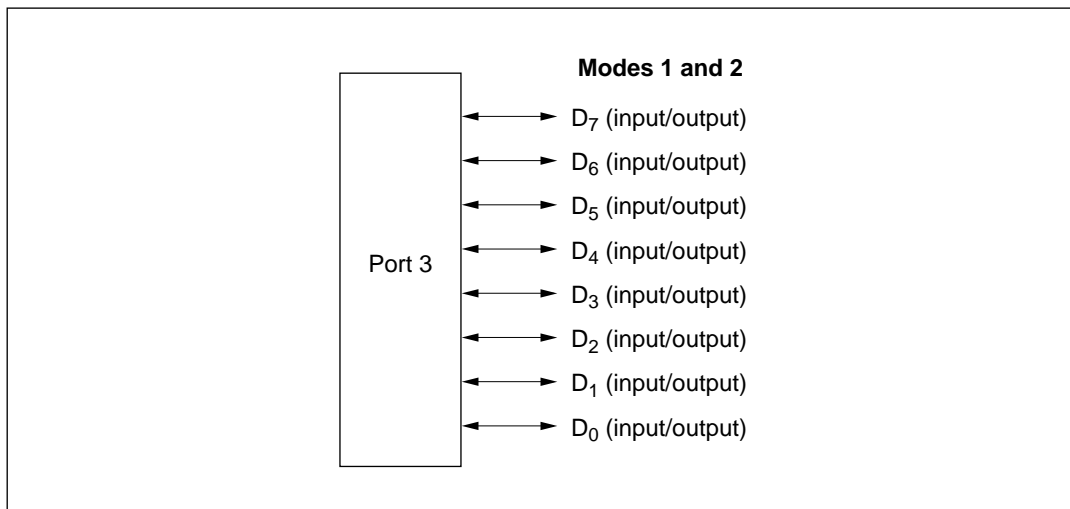 Modes 1 and 2
D7 (input/output)
D6 (input/output)
D5 (input/output)
D4 (input/output)
Port 3
D3 (input/output)
D2 (input/output)
D1 (input/output)
D0 (input/output)